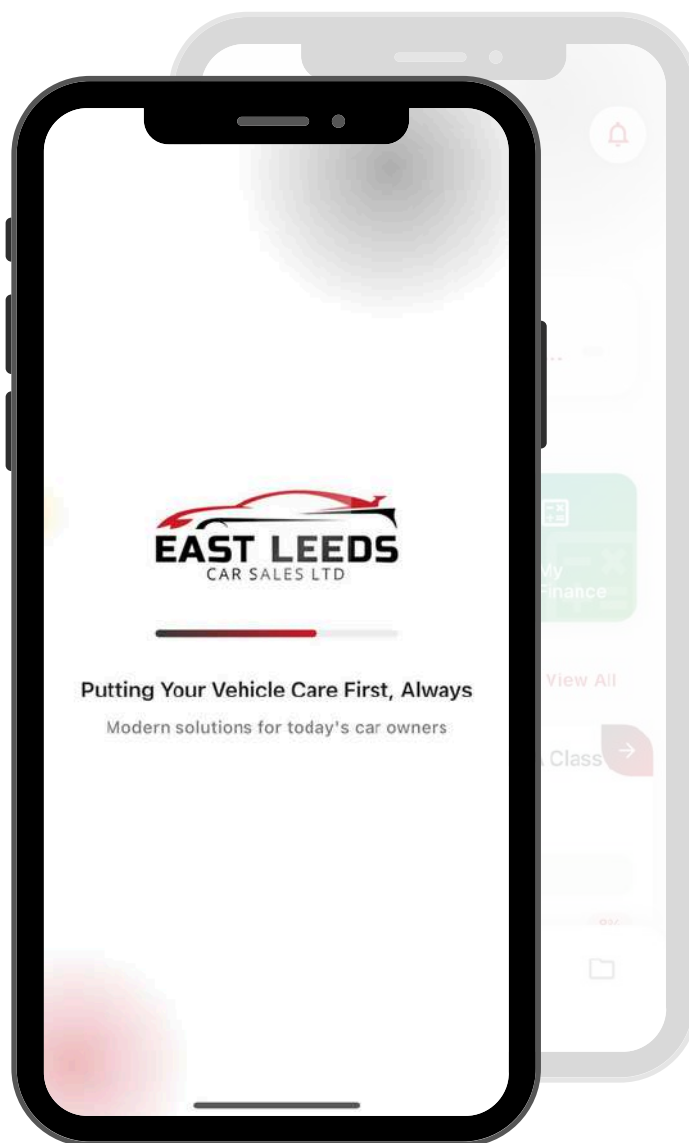 EAST LEEDS
CAR SALES LTD
Putting Your Vehicle Care First, Always
Modern solutions for today's car owners
My
Finance
View All
Class